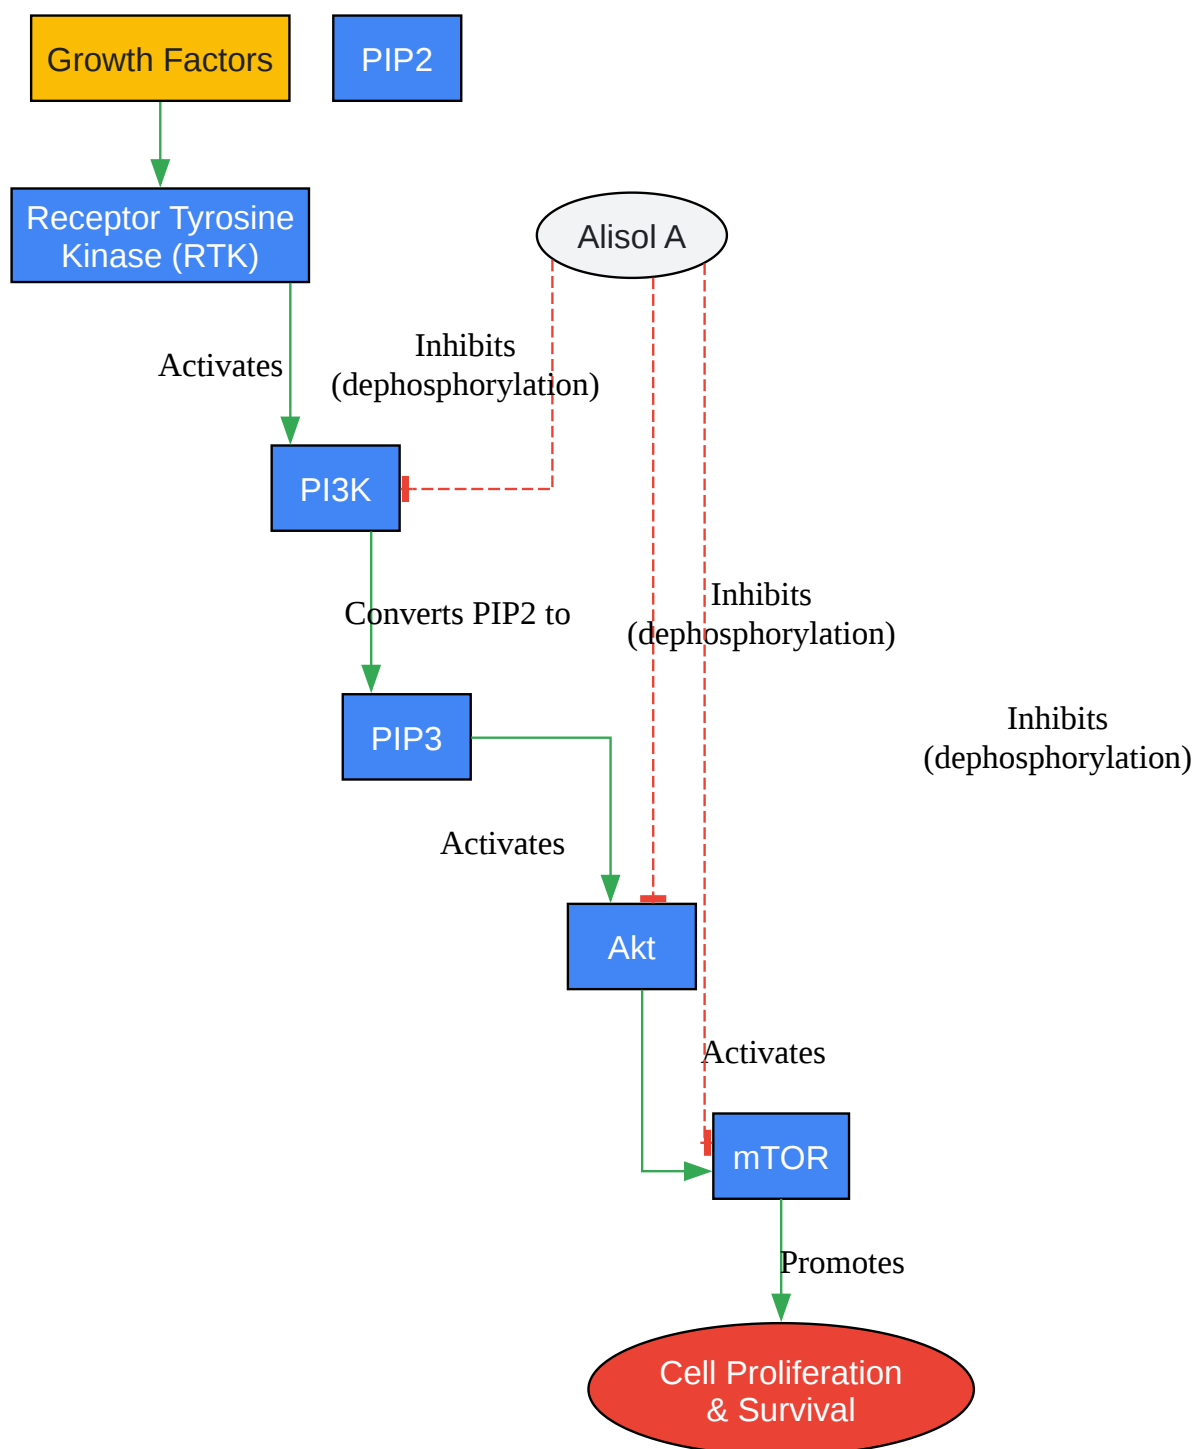 Growth Factors
PIP2
Receptor Tyrosine
Kinase (RTK)
Alisol A
Activates
Inhibits
(dephosphorylation)
PI3K
Converts PIP2 to
Inhibits
(dephosphorylation)
PIP3
Inhibits
(dephosphorylation)
Activates
Akt
Activates
mTOR
Promotes
Cell Proliferation
& Survival